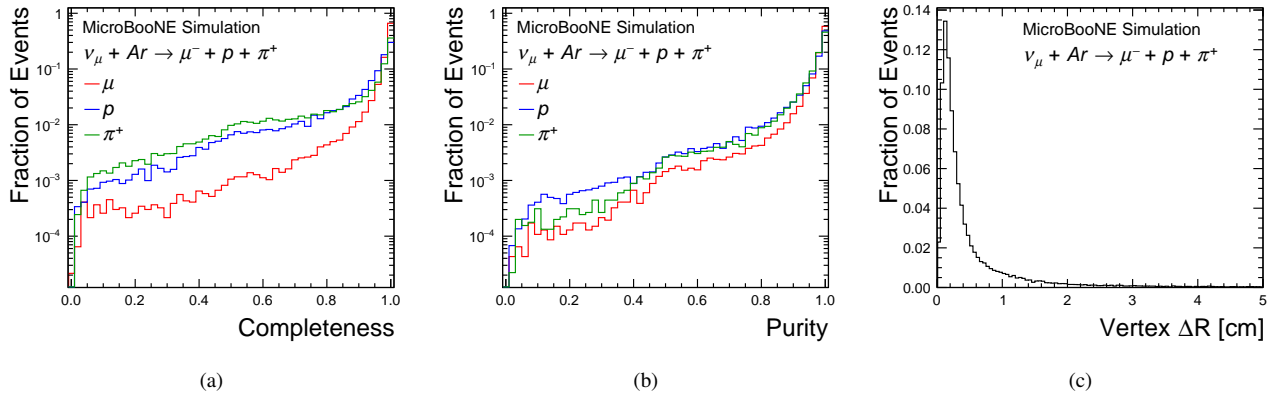 MicroBooNE Simulation
ν_μ + Ar → μ⁻ + p + π⁺
μ
p
π⁺
Fraction of Events
1
10⁻¹
10⁻²
10⁻³
10⁻⁴
0.0 0.2 0.4 0.6 0.8 1.0
Completeness
(a)
MicroBooNE Simulation
ν_μ + Ar → μ⁻ + p + π⁺
μ
p
π⁺
Fraction of Events
1
10⁻¹
10⁻²
10⁻³
10⁻⁴
0.0 0.2 0.4 0.6 0.8 1.0
Purity
(b)
MicroBooNE Simulation
ν_μ + Ar → μ⁻ + p + π⁺
Fraction of Events
0.14
0.12
0.10
0.08
0.06
0.04
0.02
0.00
0 1 2 3 4 5
Vertex ΔR [cm]
(c)